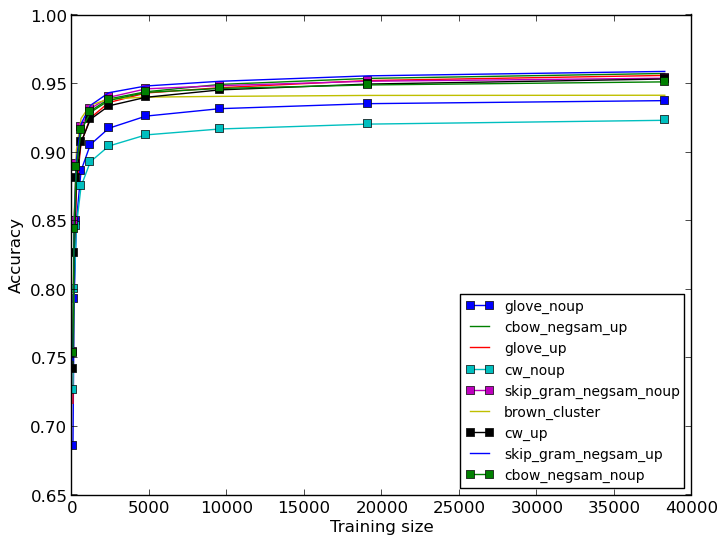 1.00
0.95
0.90
0.85
0.80
0.75
0.70
0.65
Accuracy
glove_noup
cbow_negsam_up
glove_up
cw_noup
skip_gram_negsam_noup
brown_cluster
cw_up
skip_gram_negsam_up
cbow_negsam_noup
0 5000 10000 15000 20000 25000 30000 35000 40000
Training size